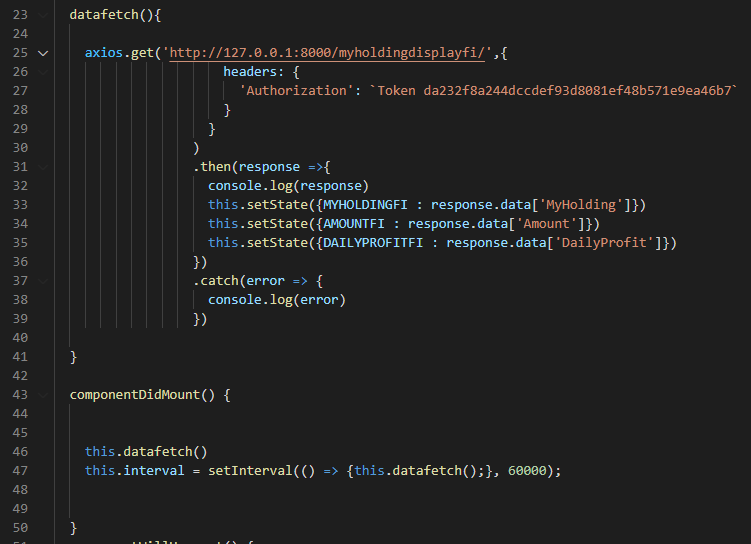 23 datafetch(){
24
25 axios.get('http://127.0.0.1:8000/myholdingdisplayfi/',{
26 headers: {
27 'Authorization': `Token da232f8a244dccdef93d8081ef48b571e9ea46b7`
28 }
29 }
30 )
31 .then(response =>{
32 console.log(response)
33 this.setState({MYHOLDINGFI : response.data['MyHolding']})
34 this.setState({AMOUNTFI : response.data['Amount']})
35 this.setState({DAILYPROFITFI : response.data['DailyProfit']})
36 })
37 .catch(error => {
38 console.log(error)
39 })
40
41 }
42
43 componentDidMount() {
44
45
46 this.datafetch()
47 this.interval = setInterval(() => {this.datafetch();}, 60000);
48
49
50 }